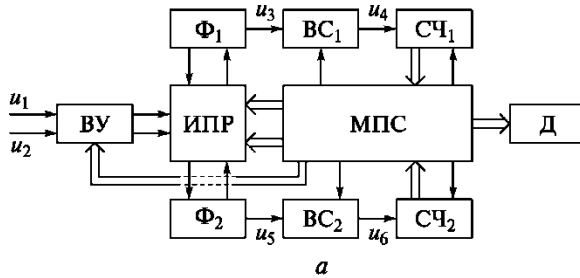 Ф₁ u₃ ВС₁ u₄ СЧ₁
u₁ ВУ ИПР МПС Д
u₂
Ф₂ u₅ ВС₂ u₆ СЧ₂
а